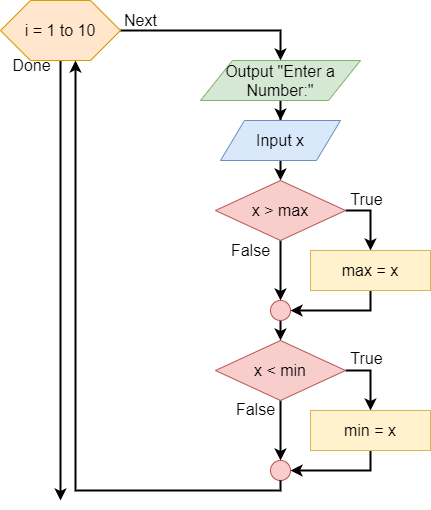 i = 1 to 10
Next
Done
Output "Enter a
Number:"
Input x
x > max
True
False
max = x
x < min
True
False
min = x